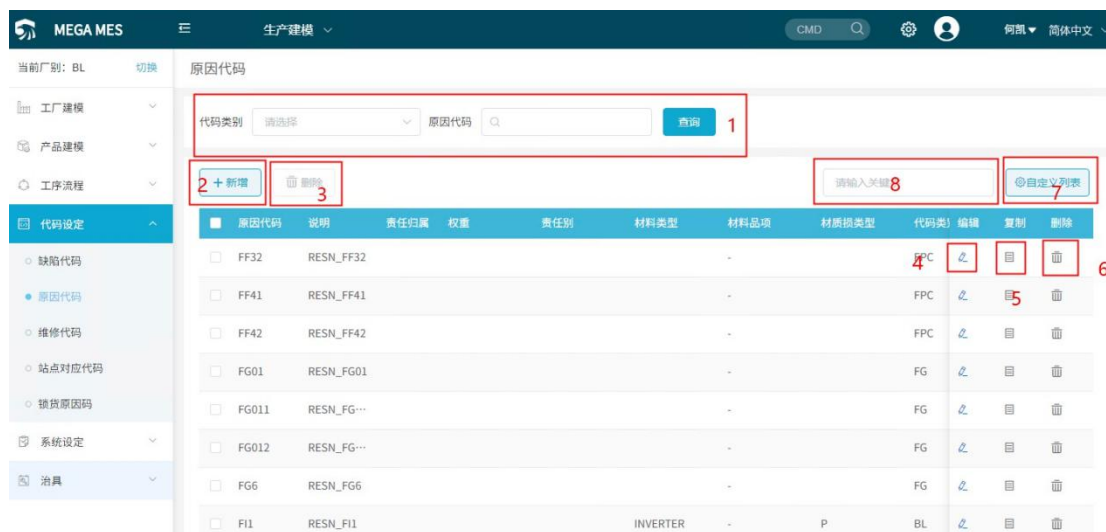 MEGA MES 生产建模 CMD 何凯 简体中文
当前厂别：BL 切换 原因代码
工厂建模
代码类别 请选择 原因代码 查询 1
产品建模
工序流程 2 +新增 删除 3 请输入关键 8 自定义列表 7
代码设定 原因代码 说明 责任归属 权重 责任别 材料类型 材料品项 材质损类型 代码类 编辑 复制 删除
缺陷代码 FF32 RESN_FF32 - FPC 4 6
原因代码 FF41 RESN_FF41 - FPC 5
维修代码 FF42 RESN_FF42 - FPC
站点对应代码 FG01 RESN_FG01 - FG
锁货原因码 FG011 RESN_FG… - FG
系统设定 FG012 RESN_FG… - FG
治具 FG6 RESN_FG6 - FG
FI1 RESN_FI1 INVERTER - P BL